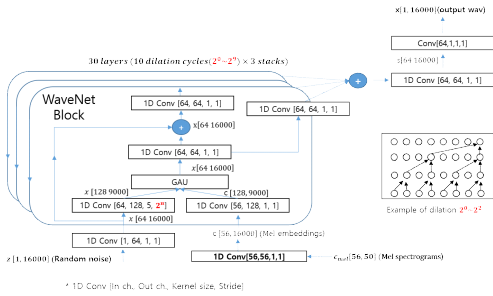 x[1, 16000](output wav)
Conv[64,1,1,1]
s[64 16000]
30 layers (10 dilation cycles(2⁰~2⁹) × 3 stacks)
1D Conv [64, 64, 1, 1]
WaveNet
Block
1D Conv [64, 64, 1, 1]
1D Conv [64, 64, 1, 1]
+
+
x[64 16000]
1D Conv [64, 64, 1, 1]
x[64 16000]
GAU
x [128 9000]
c [128, 9000]
1D Conv [64, 128, 5, 2ⁿ]
1D Conv [56, 128, 1, 1]
x [64 16000]
Example of dilation 2⁰~2²
c [56, 16000] (Mel embeddings)
1D Conv [1, 64, 1, 1]
z [1, 16000] (Random noise)
1D Conv[56,56,1,1]
c_mel[56, 50] (Mel spectrograms)
* 1D Conv [In ch., Out ch., Kernel size, Stride]